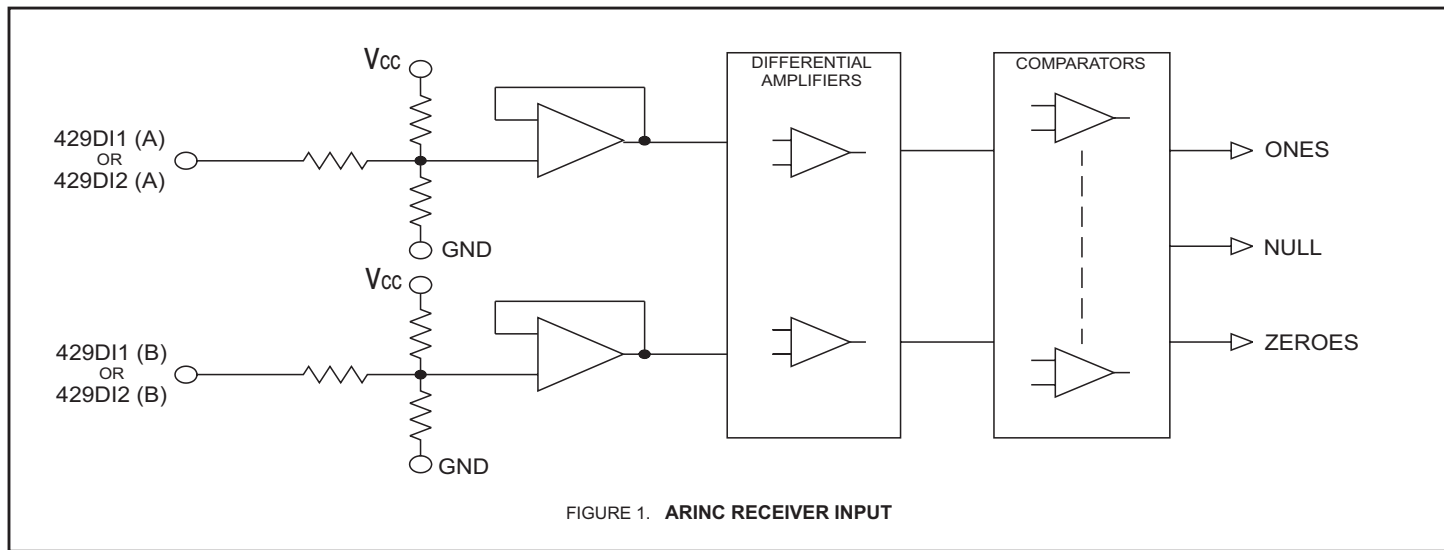 Vcc
429DI1 (A)
OR
429DI2 (A)
GND
Vcc
429DI1 (B)
OR
429DI2 (B)
GND
DIFFERENTIAL
AMPLIFIERS
COMPARATORS
ONES
NULL
ZEROES
FIGURE 1. ARINC RECEIVER INPUT